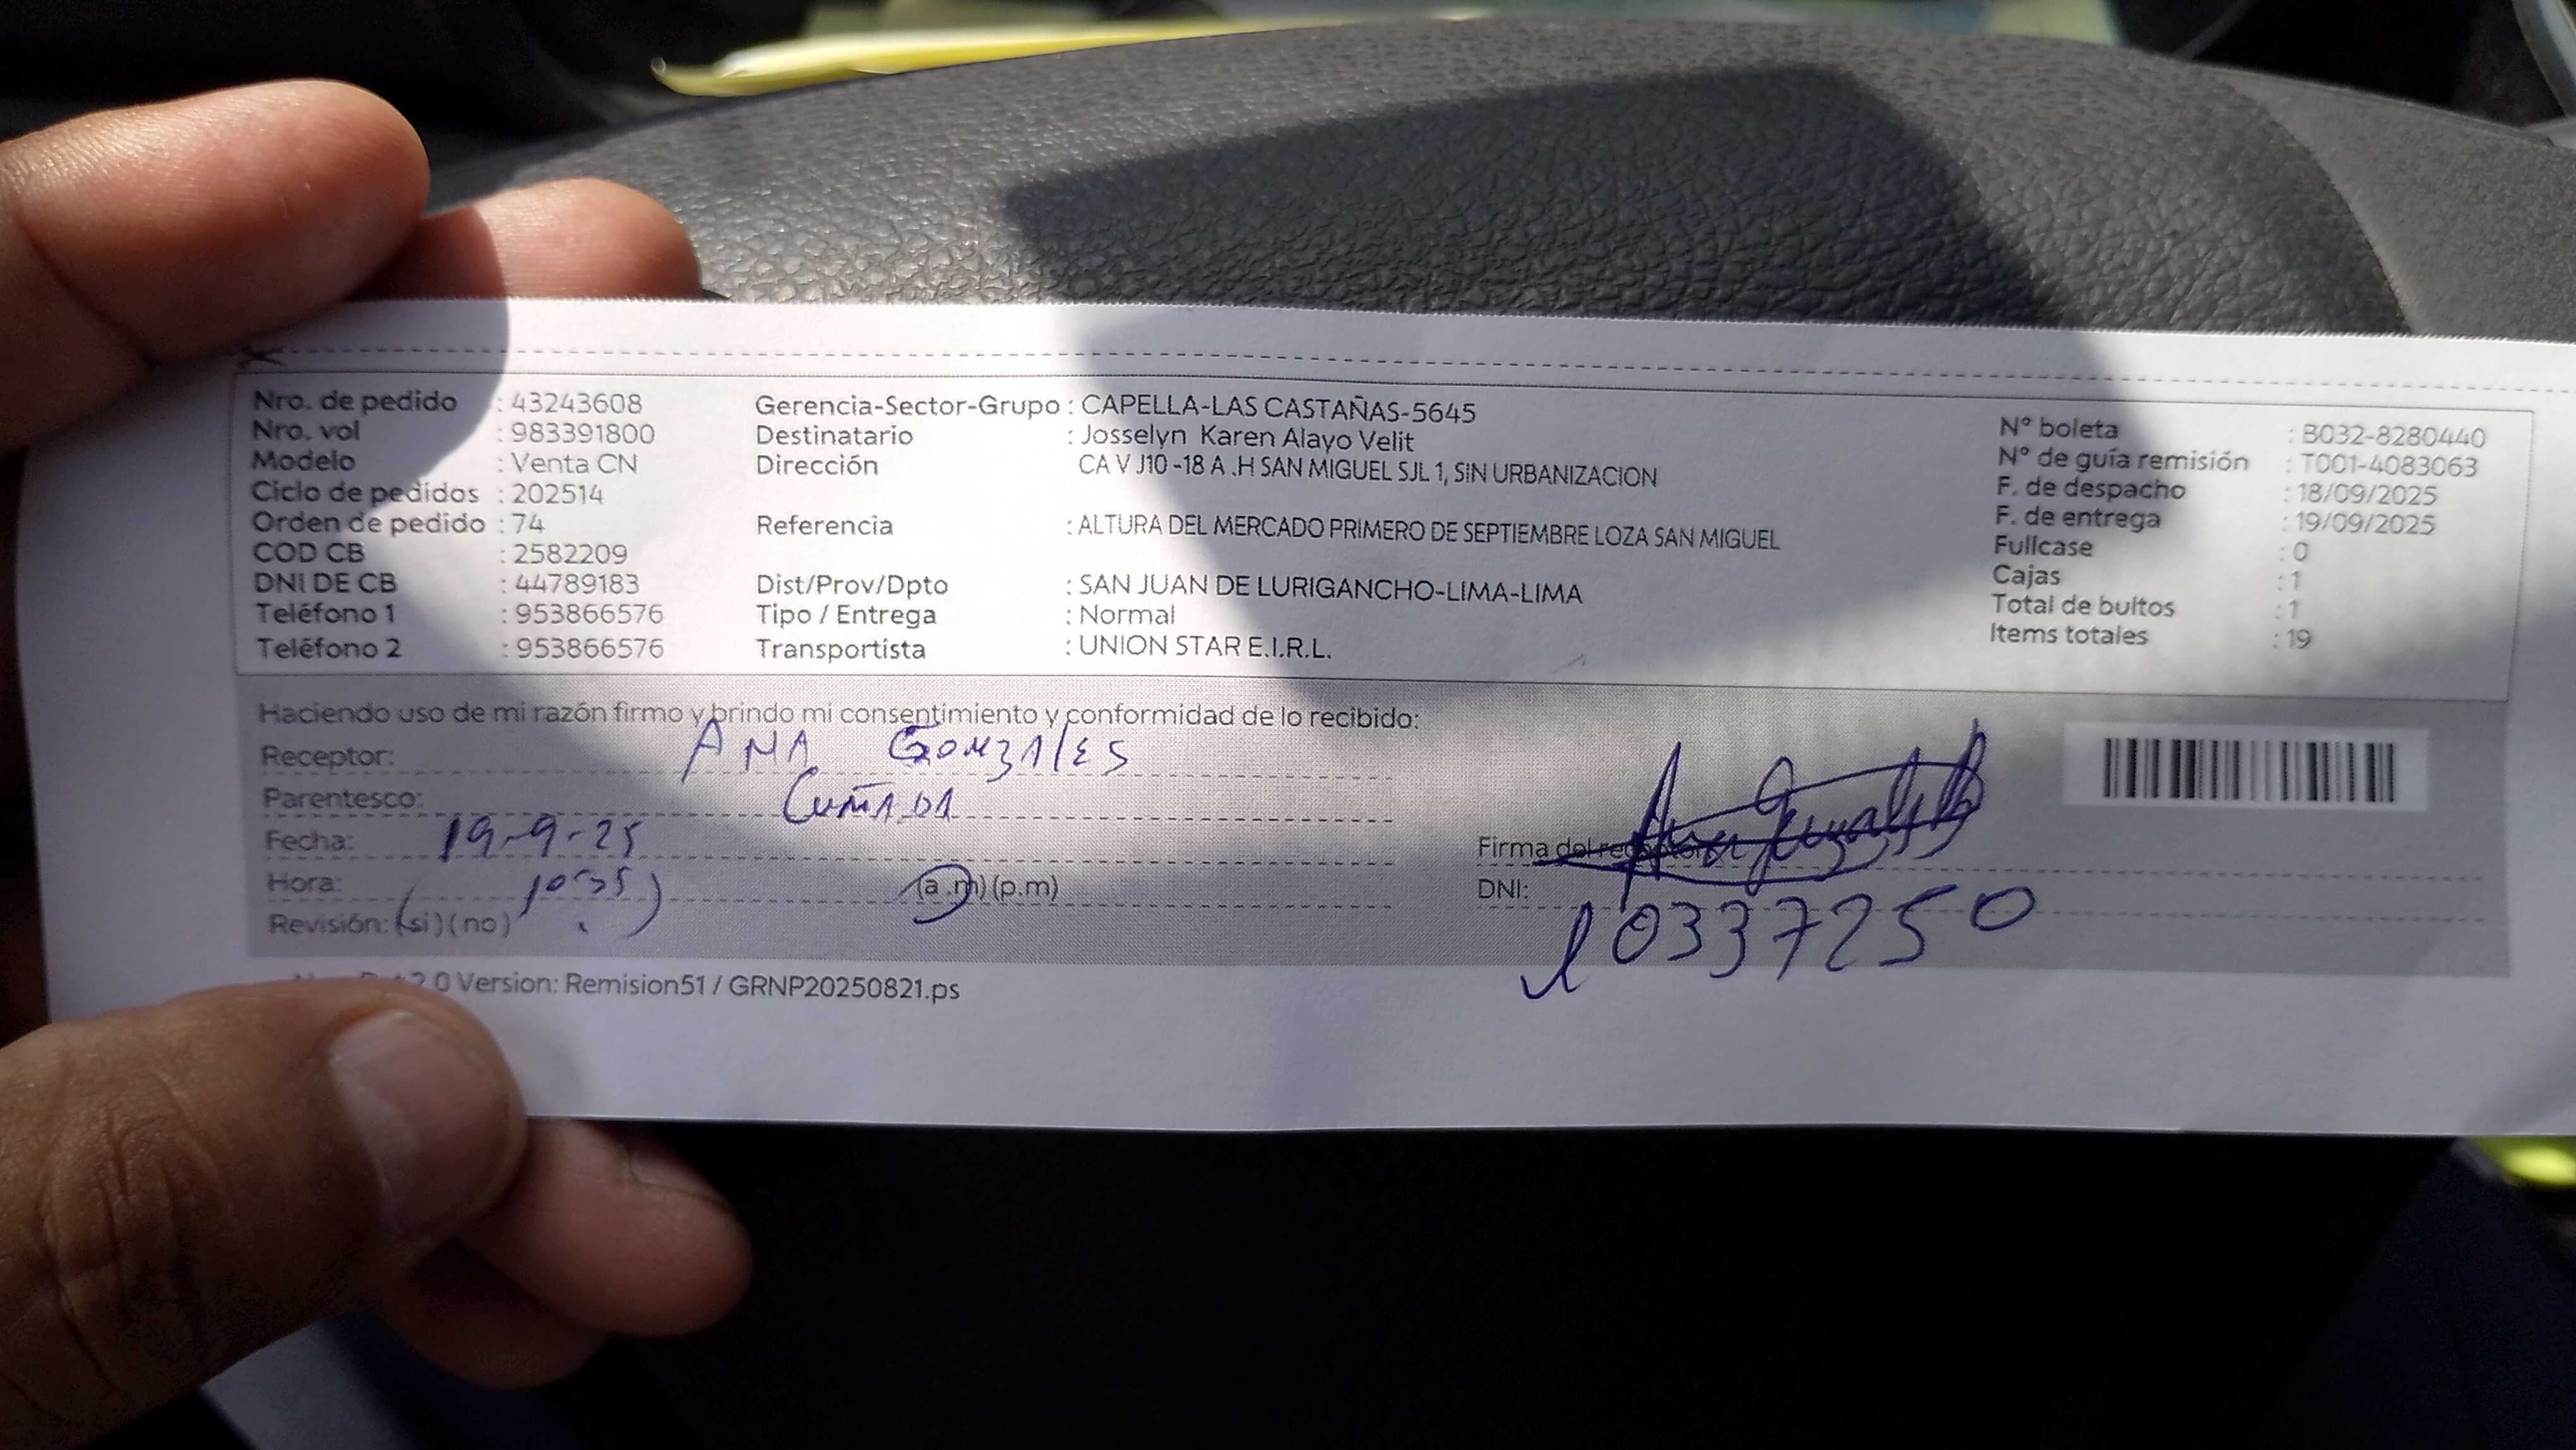 Nro. de pedido : 43243608
Nro. vol : 983391800
Modelo : Venta CN
Ciclo de pedidos : 202514
Orden de pedido : 74
COD CB : 2582209
DNI DE CB : 44789183
Teléfono 1 : 953866576
Teléfono 2 : 953866576
Gerencia-Sector-Grupo : CAPELLA-LAS CASTAÑAS-5645
Destinatario : Josselyn Karen Alayo Velit
Dirección CA V J10 -18 A .H SAN MIGUEL SJL 1, SIN URBANIZACION
Referencia : ALTURA DEL MERCADO PRIMERO DE SEPTIEMBRE LOZA SAN MIGUEL
Dist/Prov/Dpto : SAN JUAN DE LURIGANCHO-LIMA-LIMA
Tipo / Entrega : Normal
Transportista : UNION STAR E.I.R.L.
N° boleta : B032-8280440
N° de guía remisión : T001-4083063
F. de despacho : 18/09/2025
F. de entrega : 19/09/2025
Fullcase : 0
Cajas : 1
Total de bultos : 1
Items totales : 19
Haciendo uso de mi razón firmo y brindo mi consentimiento y conformidad de lo recibido:
Receptor: ANA GONZALES
Parentesco: CUÑADA
Fecha: 19-9-25
Hora: (a .m) (p.m)
Revisión: (si) (no)
Firma del receptor
DNI: 10337250
2.0 Version: Remision51 / GRNP20250821.ps